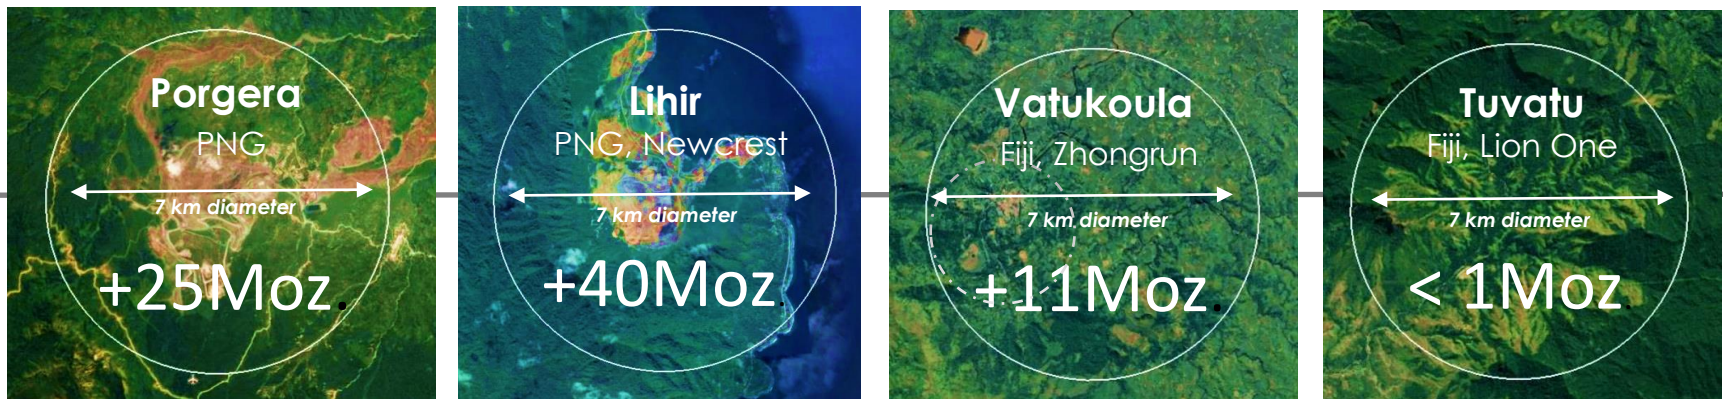 Porgera
PNG
7 km diameter
+25Moz.
Lihir
PNG, Newcrest
7 km diameter
+40Moz.
Vatukoula
Fiji, Zhongrun
7 km diameter
+11Moz.
Tuvatu
Fiji, Lion One
7 km diameter
< 1Moz.